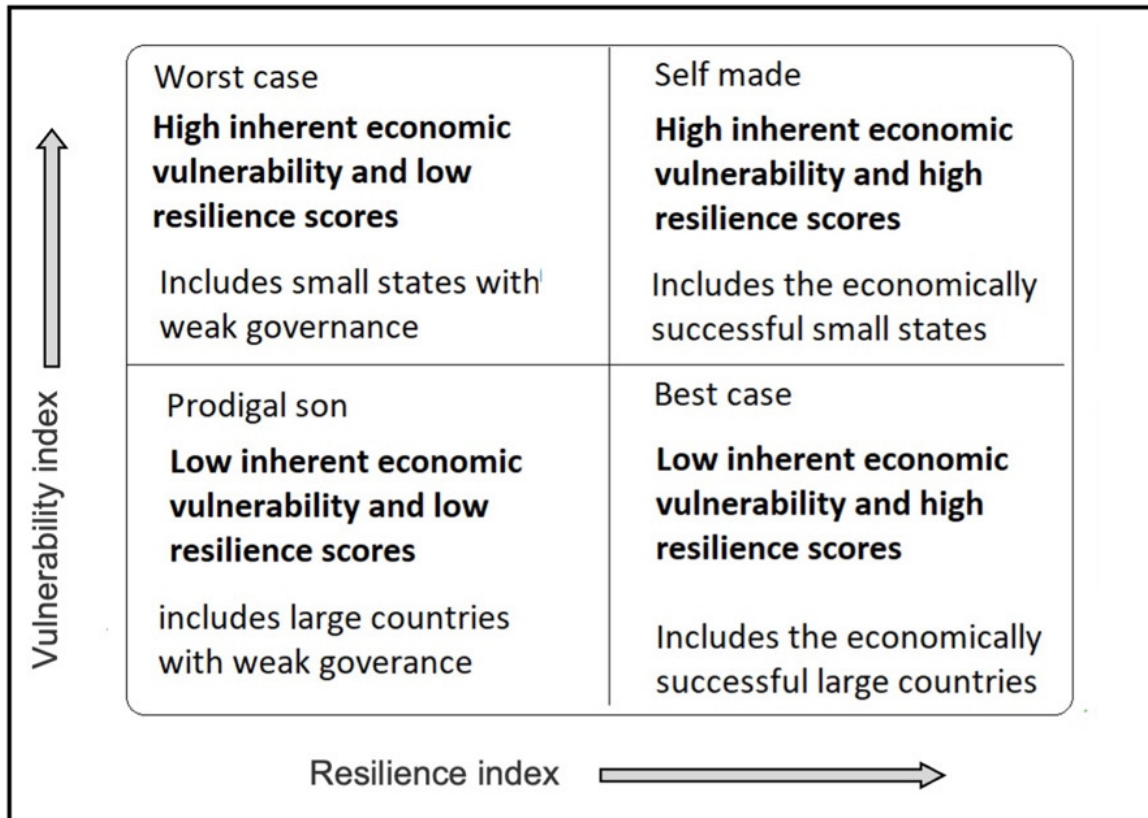 Worst case
High inherent economic
vulnerability and low
resilience scores
Includes small states with
weak governance
Self made
High inherent economic
vulnerability and high
resilience scores
Includes the economically
successful small states
Prodigal son
Low inherent economic
vulnerability and low
resilience scores
includes large countries
with weak goverance
Best case
Low inherent economic
vulnerability and high
resilience scores
Includes the economically
successful large countries
Vulnerability index
Resilience index